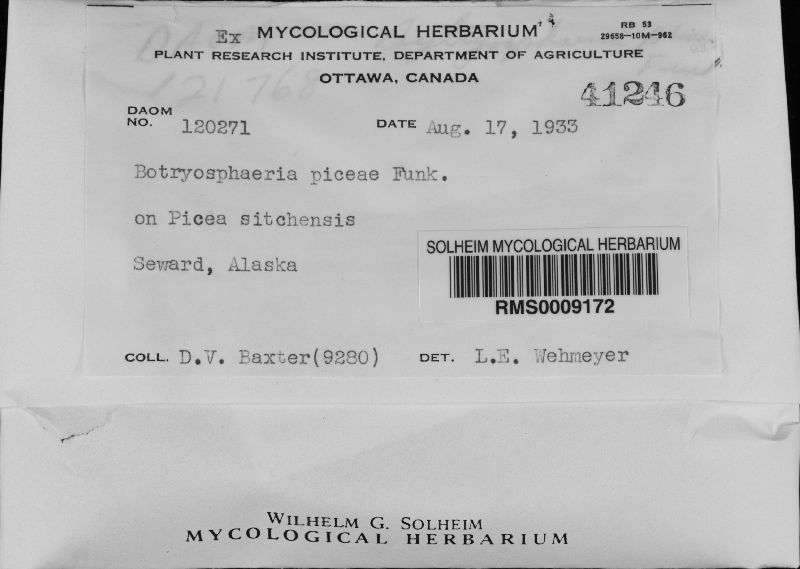 Ex MYCOLOGICAL HERBARIUM
RB 53
29658-10M-962
PLANT RESEARCH INSTITUTE, DEPARTMENT OF AGRICULTURE
OTTAWA, CANADA
41246
DAOM
NO. 120271 DATE Aug. 17, 1933
Botryosphaeria piceae Funk.
on Picea sitchensis
Seward, Alaska
SOLHEIM MYCOLOGICAL HERBARIUM
RMS0009172
COLL. D.V. Baxter(9280) DET. L.E. Wehmeyer
WILHELM G. SOLHEIM
MYCOLOGICAL HERBARIUM